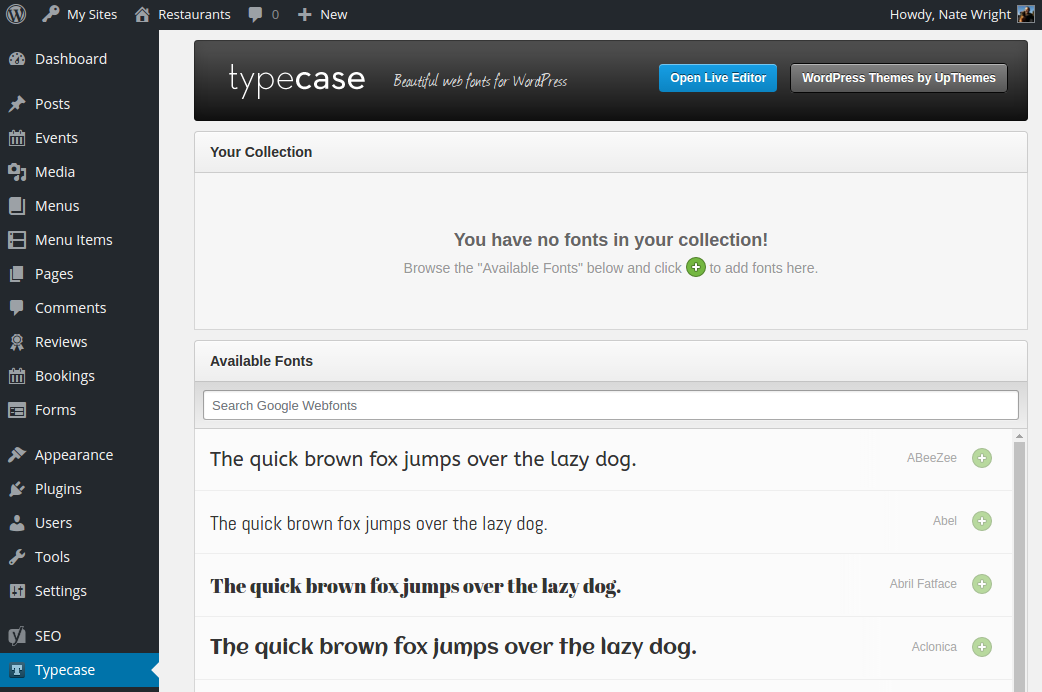 My Sites Restaurants 0 New Howdy, Nate Wright
Dashboard
Posts
Events
Media
Menus
Menu Items
Pages
Comments
Reviews
Bookings
Forms
Appearance
Plugins
Users
Tools
Settings
SEO
Typecase
typecase Beautiful web fonts for WordPress Open Live Editor WordPress Themes by UpThemes
Your Collection
You have no fonts in your collection!
Browse the "Available Fonts" below and click to add fonts here.
Available Fonts
Search Google Webfonts
The quick brown fox jumps over the lazy dog. ABeeZee
The quick brown fox jumps over the lazy dog. Abel
The quick brown fox jumps over the lazy dog. Abril Fatface
The quick brown fox jumps over the lazy dog. Aclonica